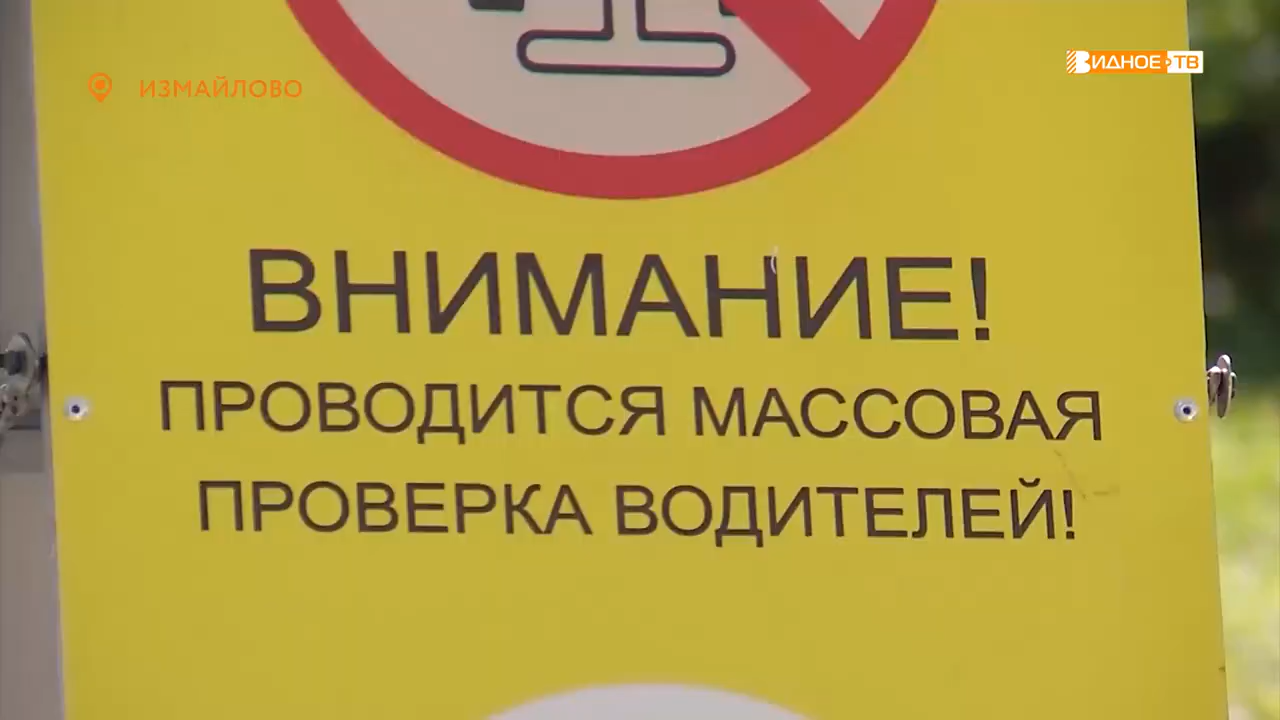 ИЗМАЙЛОВО
ВИДНОЕ ТВ
ВНИМАНИЕ!
ПРОВОДИТСЯ МАССОВАЯ
ПРОВЕРКА ВОДИТЕЛЕЙ!